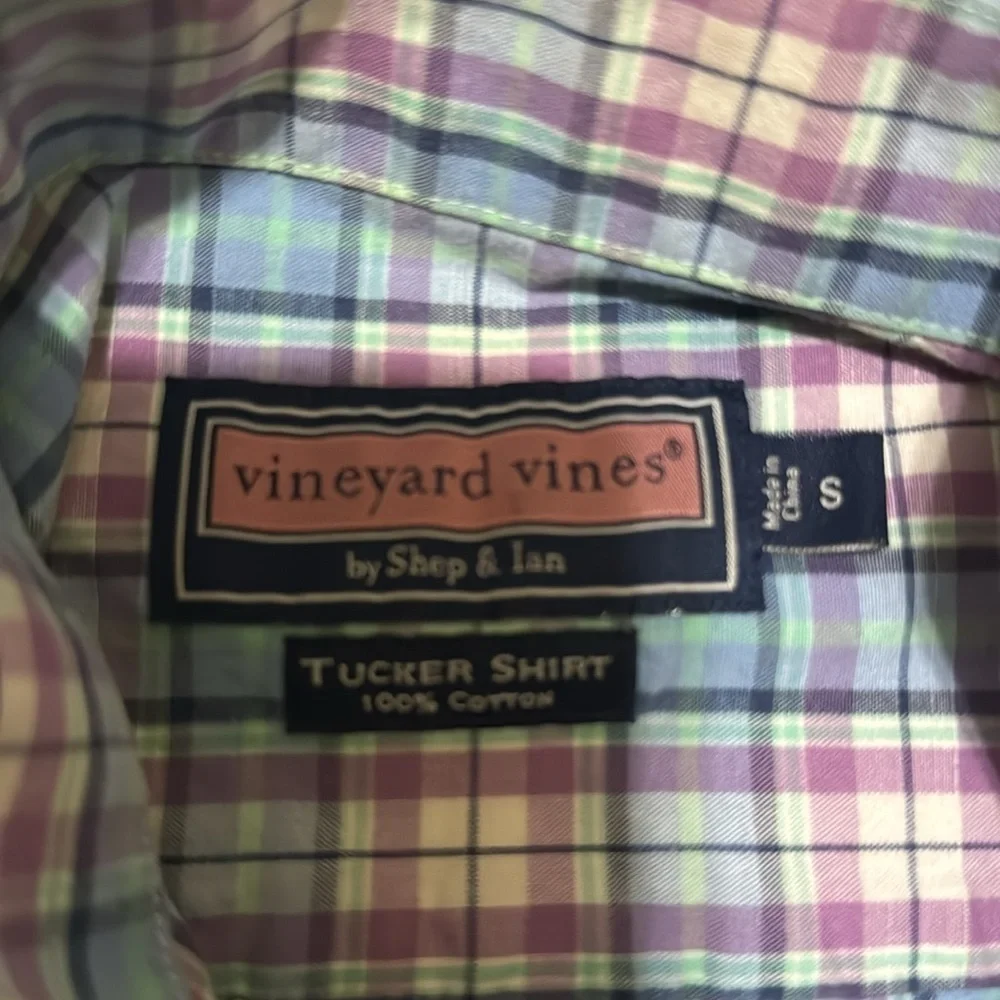 vineyard vines®
by Shep & Ian
Made in
China
S
TUCKER SHIRT
100% COTTON